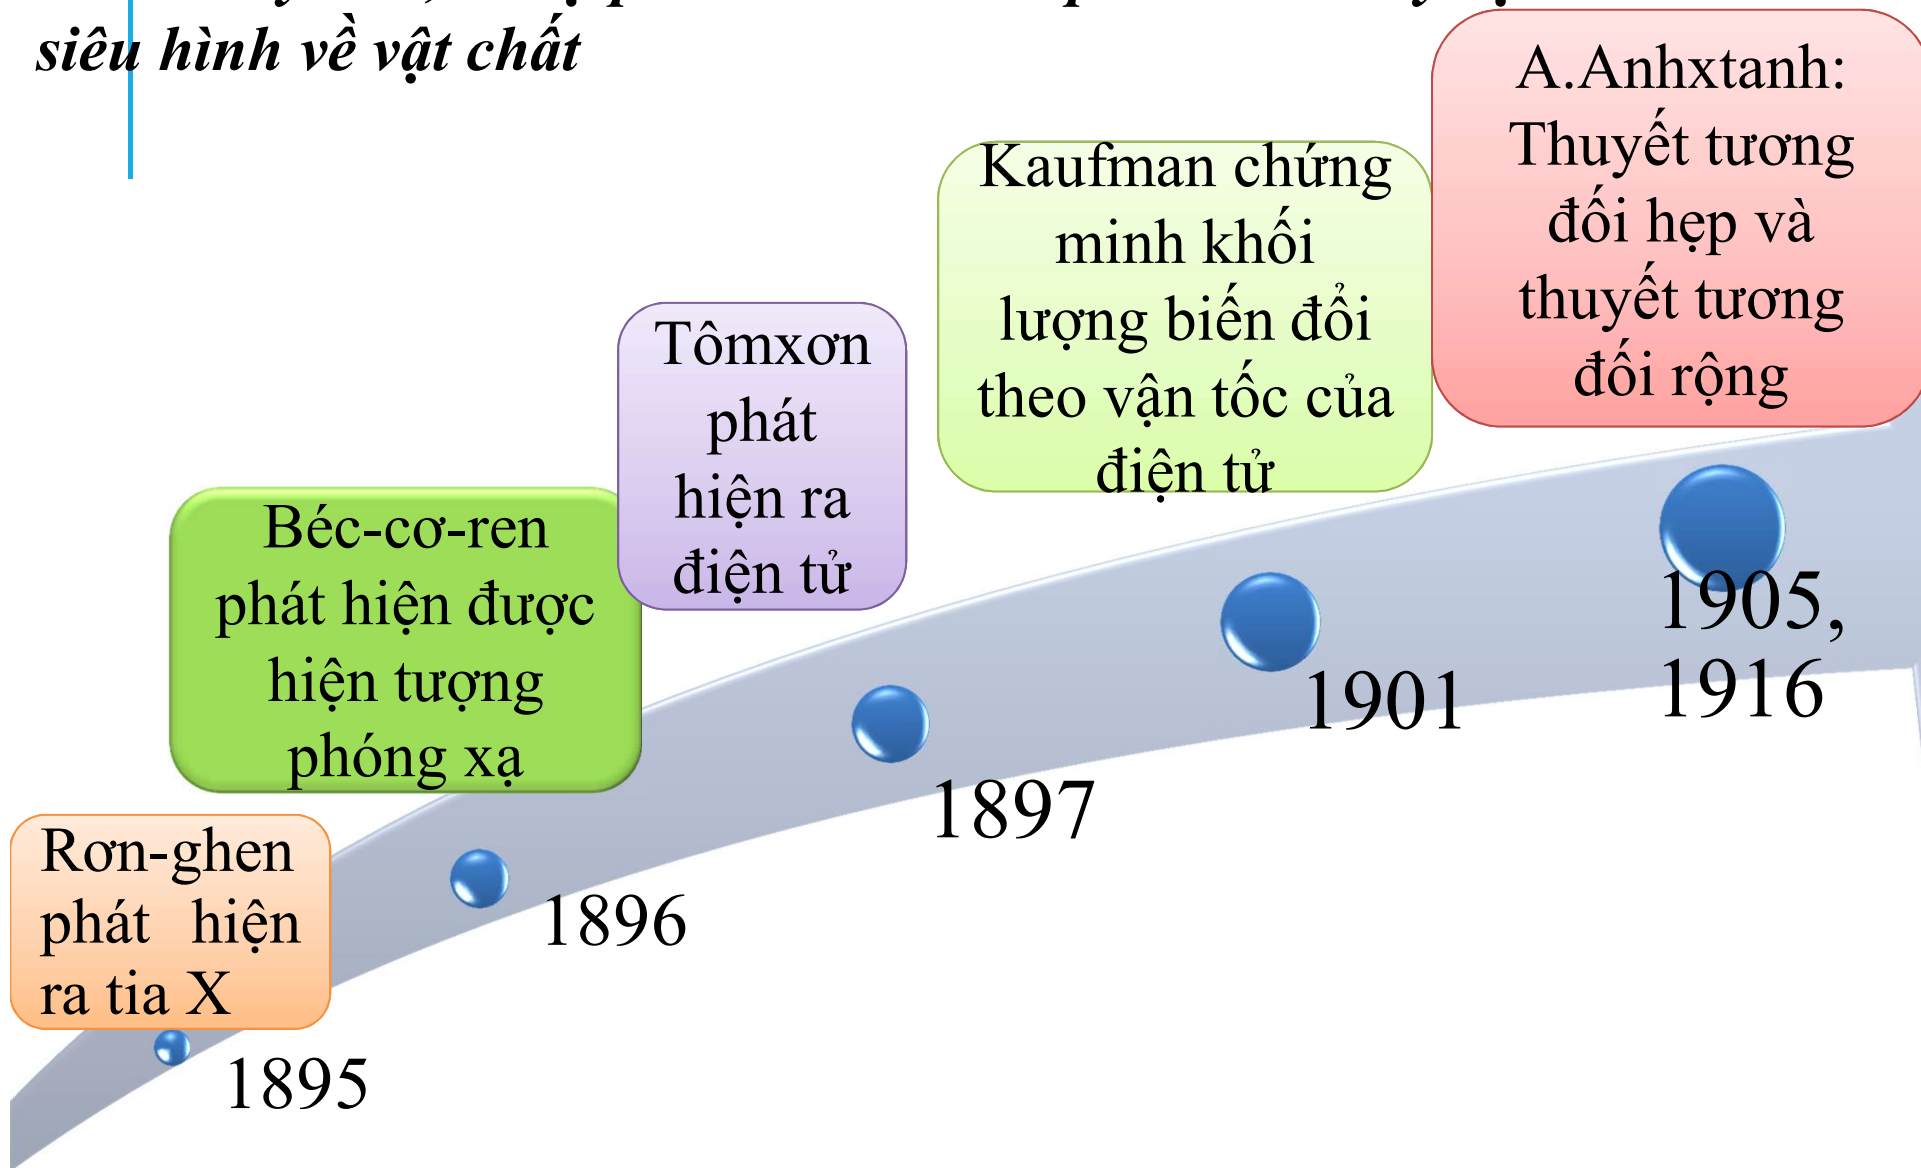 siêu hình về vật chất
A.Anhxtanh:
Thuyết tương
đối hẹp và
thuyết tương
đối rộng
Kaufman chứng
minh khối
lượng biến đổi
theo vận tốc của
điện tử
Tômxơn
phát
hiện ra
điện tử
Béc-cơ-ren
phát hiện được
hiện tượng
phóng xạ
Rơn-ghen
phát hiện
ra tia X
1895
1896
1897
1901
1905,
1916